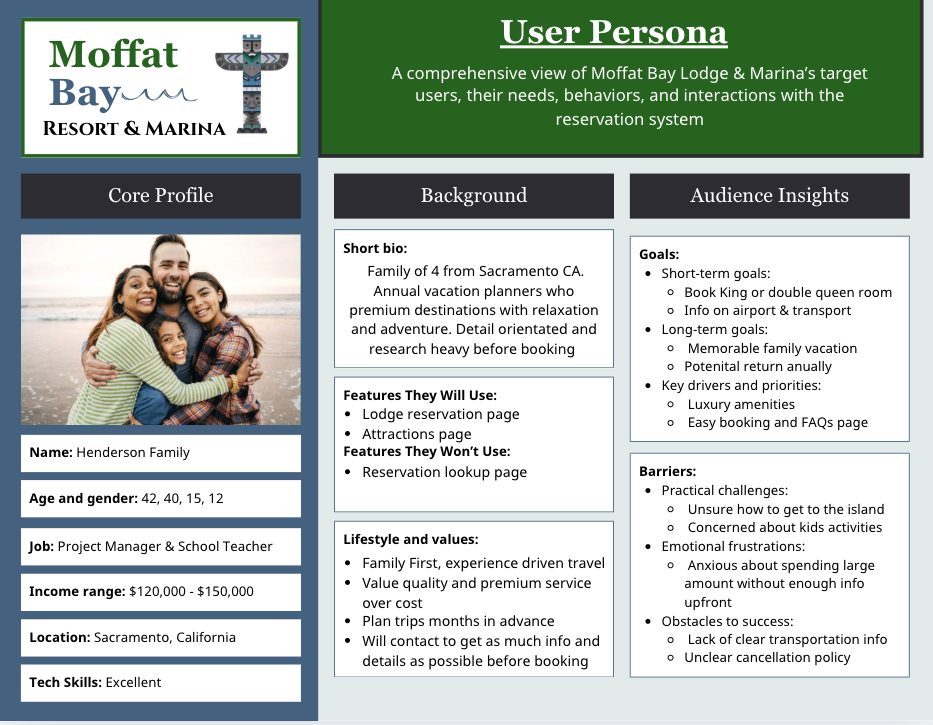 Moffat
Bay
RESORT & MARINA
User Persona
A comprehensive view of Moffat Bay Lodge & Marina’s target
users, their needs, behaviors, and interactions with the
reservation system
Core Profile
Name: Henderson Family
Age and gender: 42, 40, 15, 12
Job: Project Manager & School Teacher
Income range: $120,000 - $150,000
Location: Sacramento, California
Tech Skills: Excellent
Background
Short bio:
Family of 4 from Sacramento CA.
Annual vacation planners who
premium destinations with relaxation
and adventure. Detail orientated and
research heavy before booking
Features They Will Use:
• Lodge reservation page
• Attractions page
Features They Won’t Use:
• Reservation lookup page
Lifestyle and values:
• Family First, experience driven travel
• Value quality and premium service
over cost
• Plan trips months in advance
• Will contact to get as much info and
details as possible before booking
Audience Insights
Goals:
• Short-term goals:
○ Book King or double queen room
○ Info on airport & transport
• Long-term goals:
○ Memorable family vacation
○ Potenital return anually
• Key drivers and priorities:
○ Luxury amenities
○ Easy booking and FAQs page
Barriers:
• Practical challenges:
○ Unsure how to get to the island
○ Concerned about kids activities
• Emotional frustrations:
○ Anxious about spending large
amount without enough info
upfront
• Obstacles to success:
○ Lack of clear transportation info
○ Unclear cancellation policy